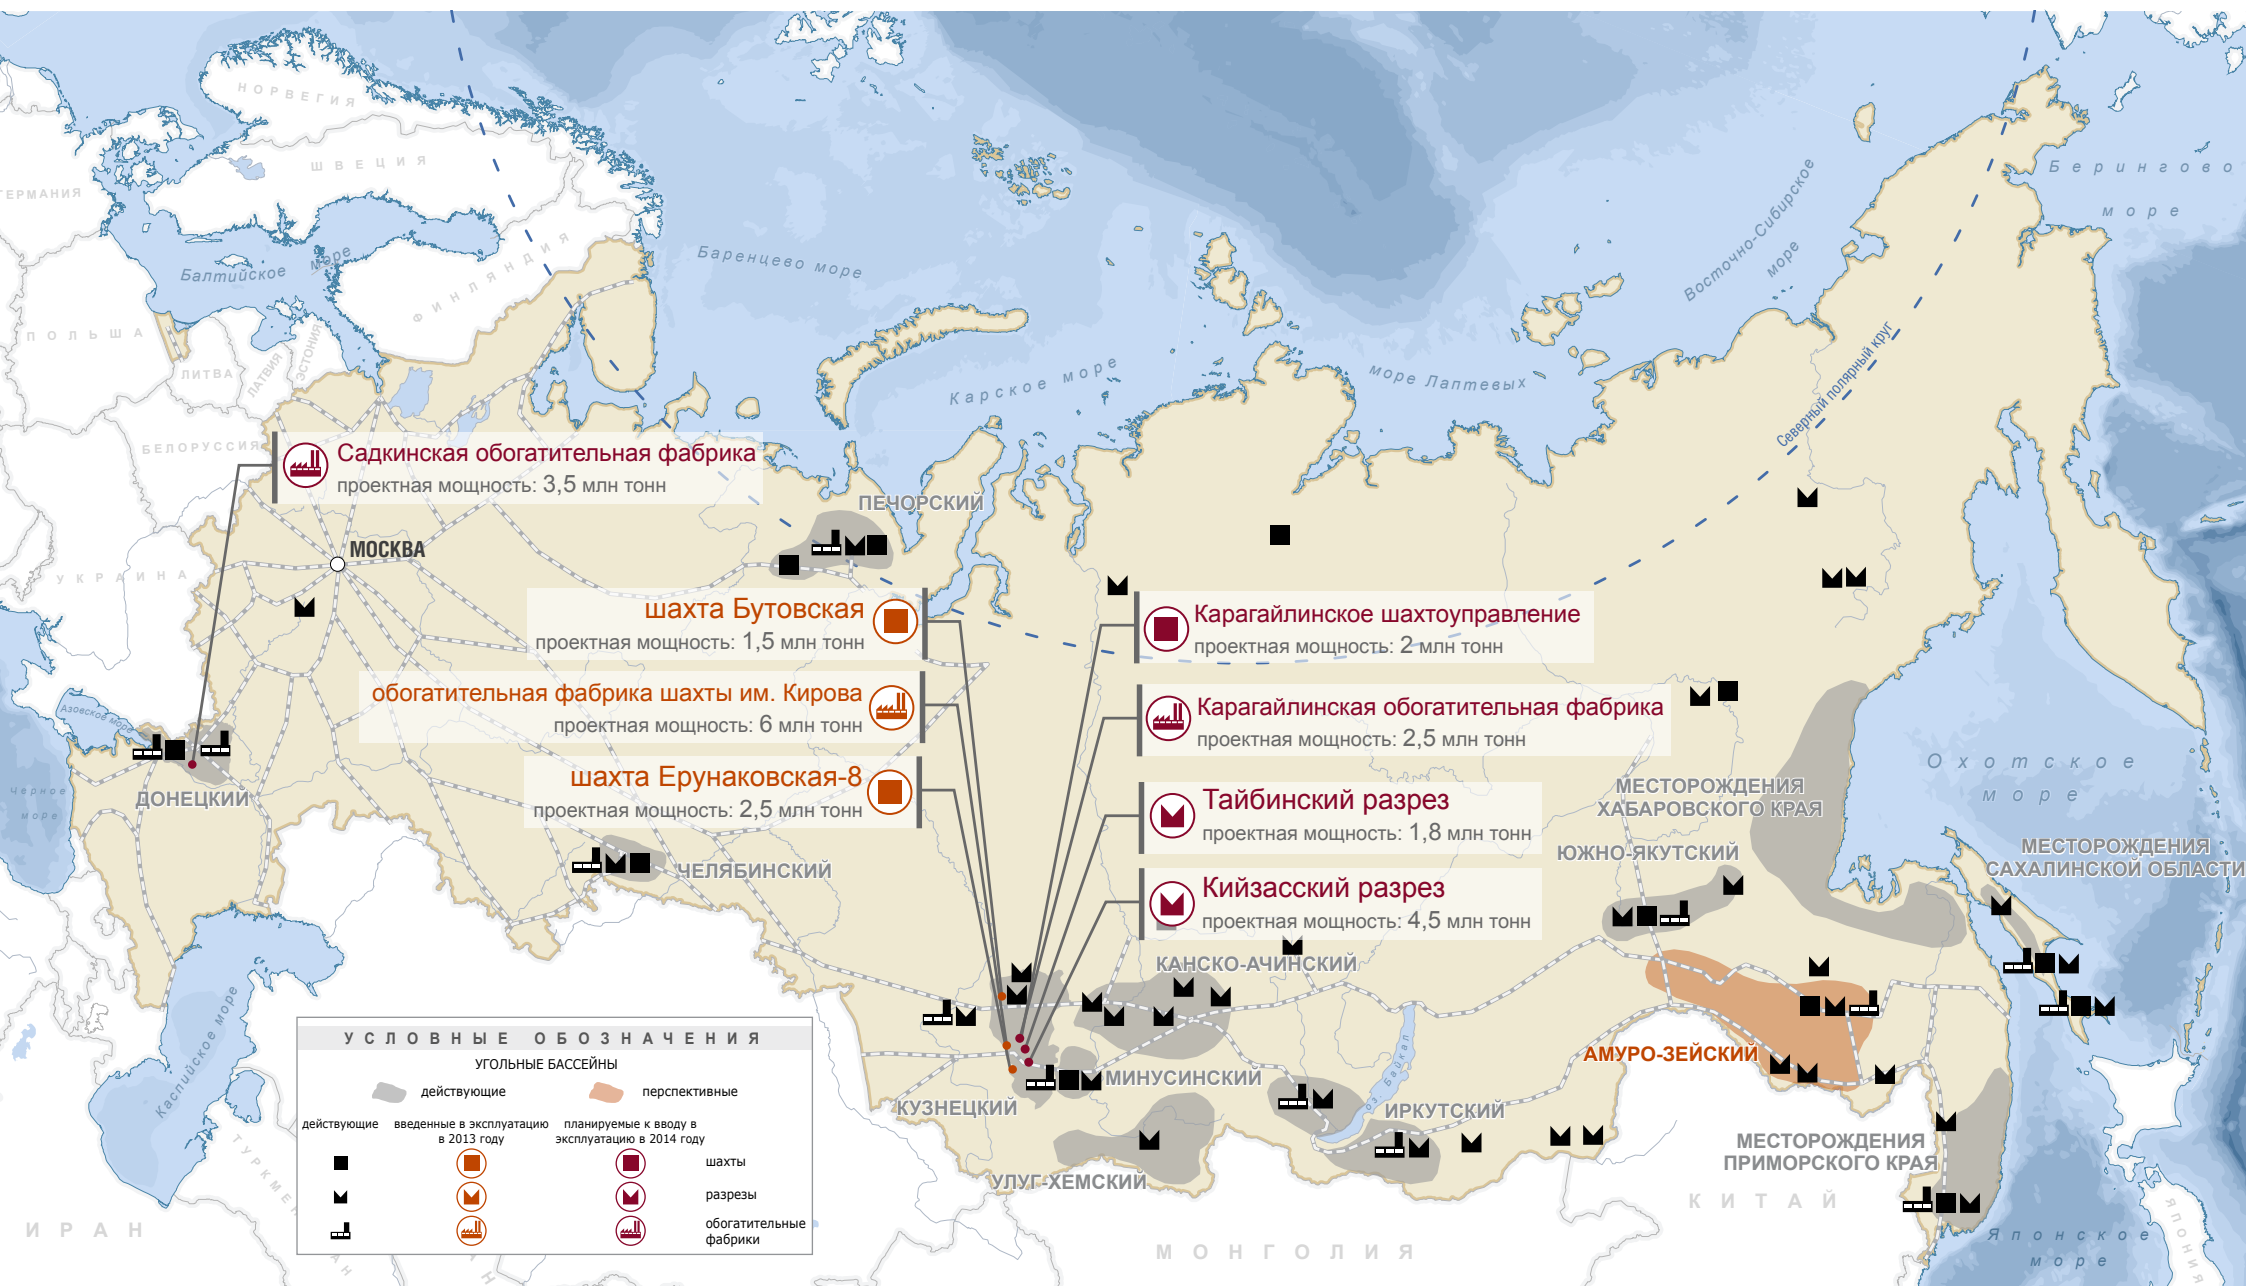 НОРВЕГИЯ
ШВЕЦИЯ
ГЕРМАНИЯ
ФИНЛЯНДИЯ
Балтийское море
ПОЛЬША
ЛИТВА
ЛАТВИЯ
ЭСТОНИЯ
БЕЛОРУССИЯ
УКРАИНА
Баренцево море
Карское море
море Лаптевых
Восточно-Сибирское
море
Берингово
море
Северный полярный круг
Садкинская обогатительная фабрика
проектная мощность: 3,5 млн тонн
ПЕЧОРСКИЙ
МОСКВА
шахта Бутовская
проектная мощность: 1,5 млн тонн
обогатительная фабрика шахты им. Кирова
проектная мощность: 6 млн тонн
шахта Ерунаковская-8
проектная мощность: 2,5 млн тонн
Карагайлинское шахтоуправление
проектная мощность: 2 млн тонн
Карагайлинская обогатительная фабрика
проектная мощность: 2,5 млн тонн
Тайбинский разрез
проектная мощность: 1,8 млн тонн
Кийзасский разрез
проектная мощность: 4,5 млн тонн
Азовское море
Черное
море
ДОНЕЦКИЙ
ЧЕЛЯБИНСКИЙ
Охотское
море
МЕСТОРОЖДЕНИЯ
ХАБАРОВСКОГО КРАЯ
ЮЖНО-ЯКУТСКИЙ
МЕСТОРОЖДЕНИЯ
САХАЛИНСКОЙ ОБЛАСТИ
КАНСКО-АЧИНСКИЙ
АМУРО-ЗЕЙСКИЙ
МИНУСИНСКИЙ
КУЗНЕЦКИЙ
оз. Байкал
ИРКУТСКИЙ
УЛУГ-ХЕМСКИЙ
МЕСТОРОЖДЕНИЯ
ПРИМОРСКОГО КРАЯ
КИТАЙ
МОНГОЛИЯ
Японское
море
ЯПОНИЯ
Каспийское море
ИРАН
УСЛОВНЫЕ ОБОЗНАЧЕНИЯ
УГОЛЬНЫЕ БАССЕЙНЫ
действующие
перспективные
действующие
введенные в эксплуатацию
в 2013 году
планируемые к вводу в
эксплуатацию в 2014 году
шахты
разрезы
обогатительные
фабрики